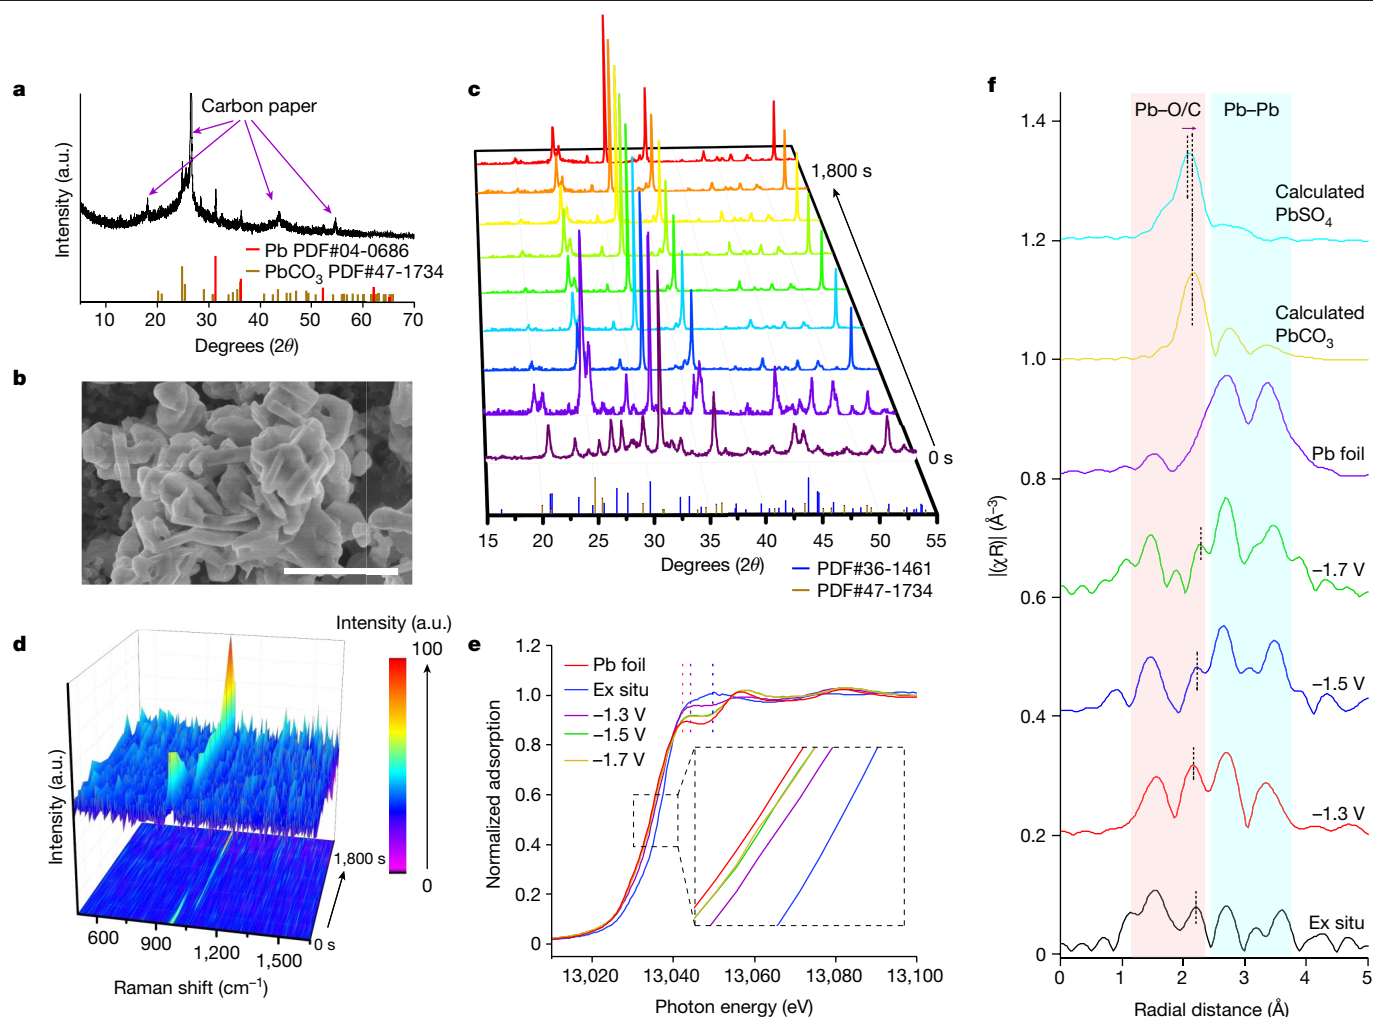 a
Intensity (a.u.)
Carbon paper
Pb PDF#04-0686
PbCO3 PDF#47-1734
10 20 30 40 50 60 70
Degrees (2θ)
b
c
1,800 s
0 s
15 20 25 30 35 40 45 50 55
Degrees (2θ)
PDF#36-1461
PDF#47-1734
d
Intensity (a.u.)
100
0
Intensity (a.u.)
1,800 s
0 s
600 900 1,200 1,500
Raman shift (cm–1)
e
Normalized adsorption
1.2
1.0
0.8
0.6
0.4
0.2
0
Pb foil
Ex situ
–1.3 V
–1.5 V
–1.7 V
13,020 13,040 13,060 13,080 13,100
Photon energy (eV)
f
|(χR)| (Å–3)
1.4
1.2
1.0
0.8
0.6
0.4
0.2
0
Pb–O/C
Pb–Pb
Calculated
PbSO4
Calculated
PbCO3
Pb foil
–1.7 V
–1.5 V
–1.3 V
Ex situ
0 1 2 3 4 5
Radial distance (Å)